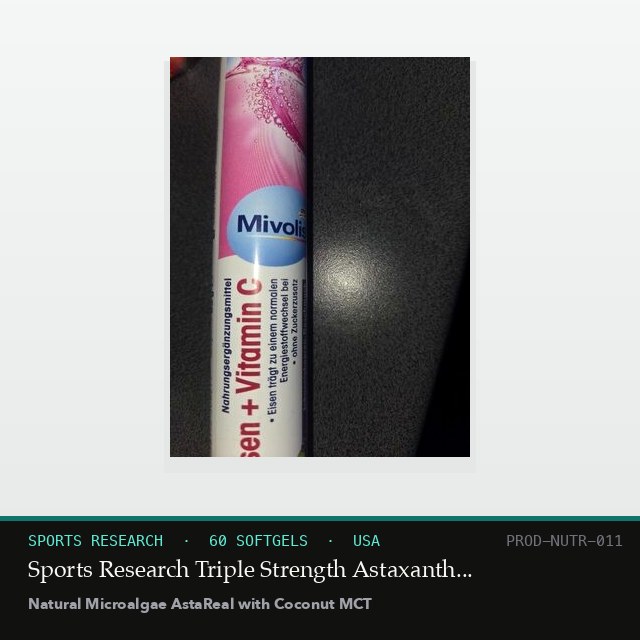 Mivolis
Nahrungsergänzungsmittel
sen + Vitamin C
• Eisen trägt zu einem normalen
Energiestoffwechsel bei
• ohne Zuckerzusatz
SPORTS RESEARCH · 60 SOFTGELS · USA
PROD–NUTR–011
Sports Research Triple Strength Astaxanth...
Natural Microalgae AstaReal with Coconut MCT